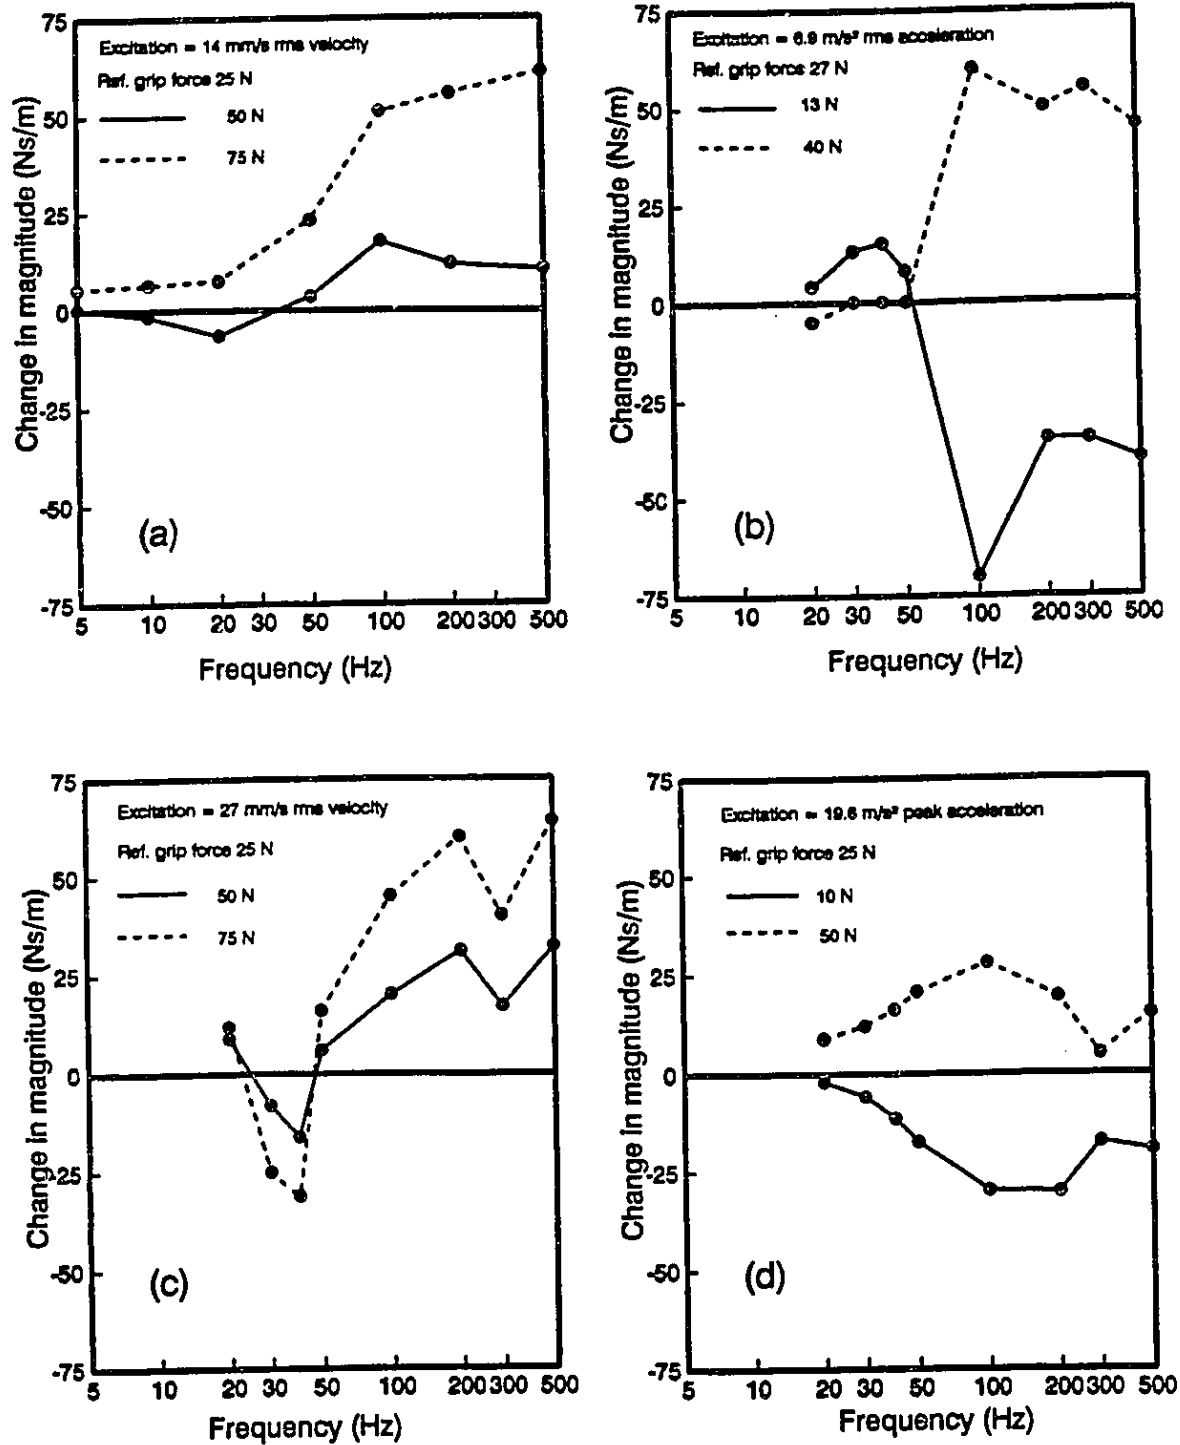 75
50
25
0
-25
-50
-75
Change in magnitude (Ns/m)
Excitation = 14 mm/s rms velocity
Ref. grip force 25 N
50 N
75 N
(a)
5 10 20 30 50 100 200 300 500
Frequency (Hz)
75
50
25
0
-25
-50
-75
Change in magnitude (Ns/m)
Excitation = 6.9 m/s² rms acceleration
Ref. grip force 27 N
13 N
40 N
(b)
5 10 20 30 50 100 200 300 500
Frequency (Hz)
75
50
25
0
-25
-50
-75
Change in magnitude (Ns/m)
Excitation = 27 mm/s rms velocity
Ref. grip force 25 N
50 N
75 N
(c)
5 10 20 30 50 100 200 300 500
Frequency (Hz)
75
50
25
0
-25
-50
-75
Change in magnitude (Ns/m)
Excitation = 19.6 m/s² peak acceleration
Ref. grip force 25 N
10 N
50 N
(d)
5 10 20 30 50 100 200 300 500
Frequency (Hz)